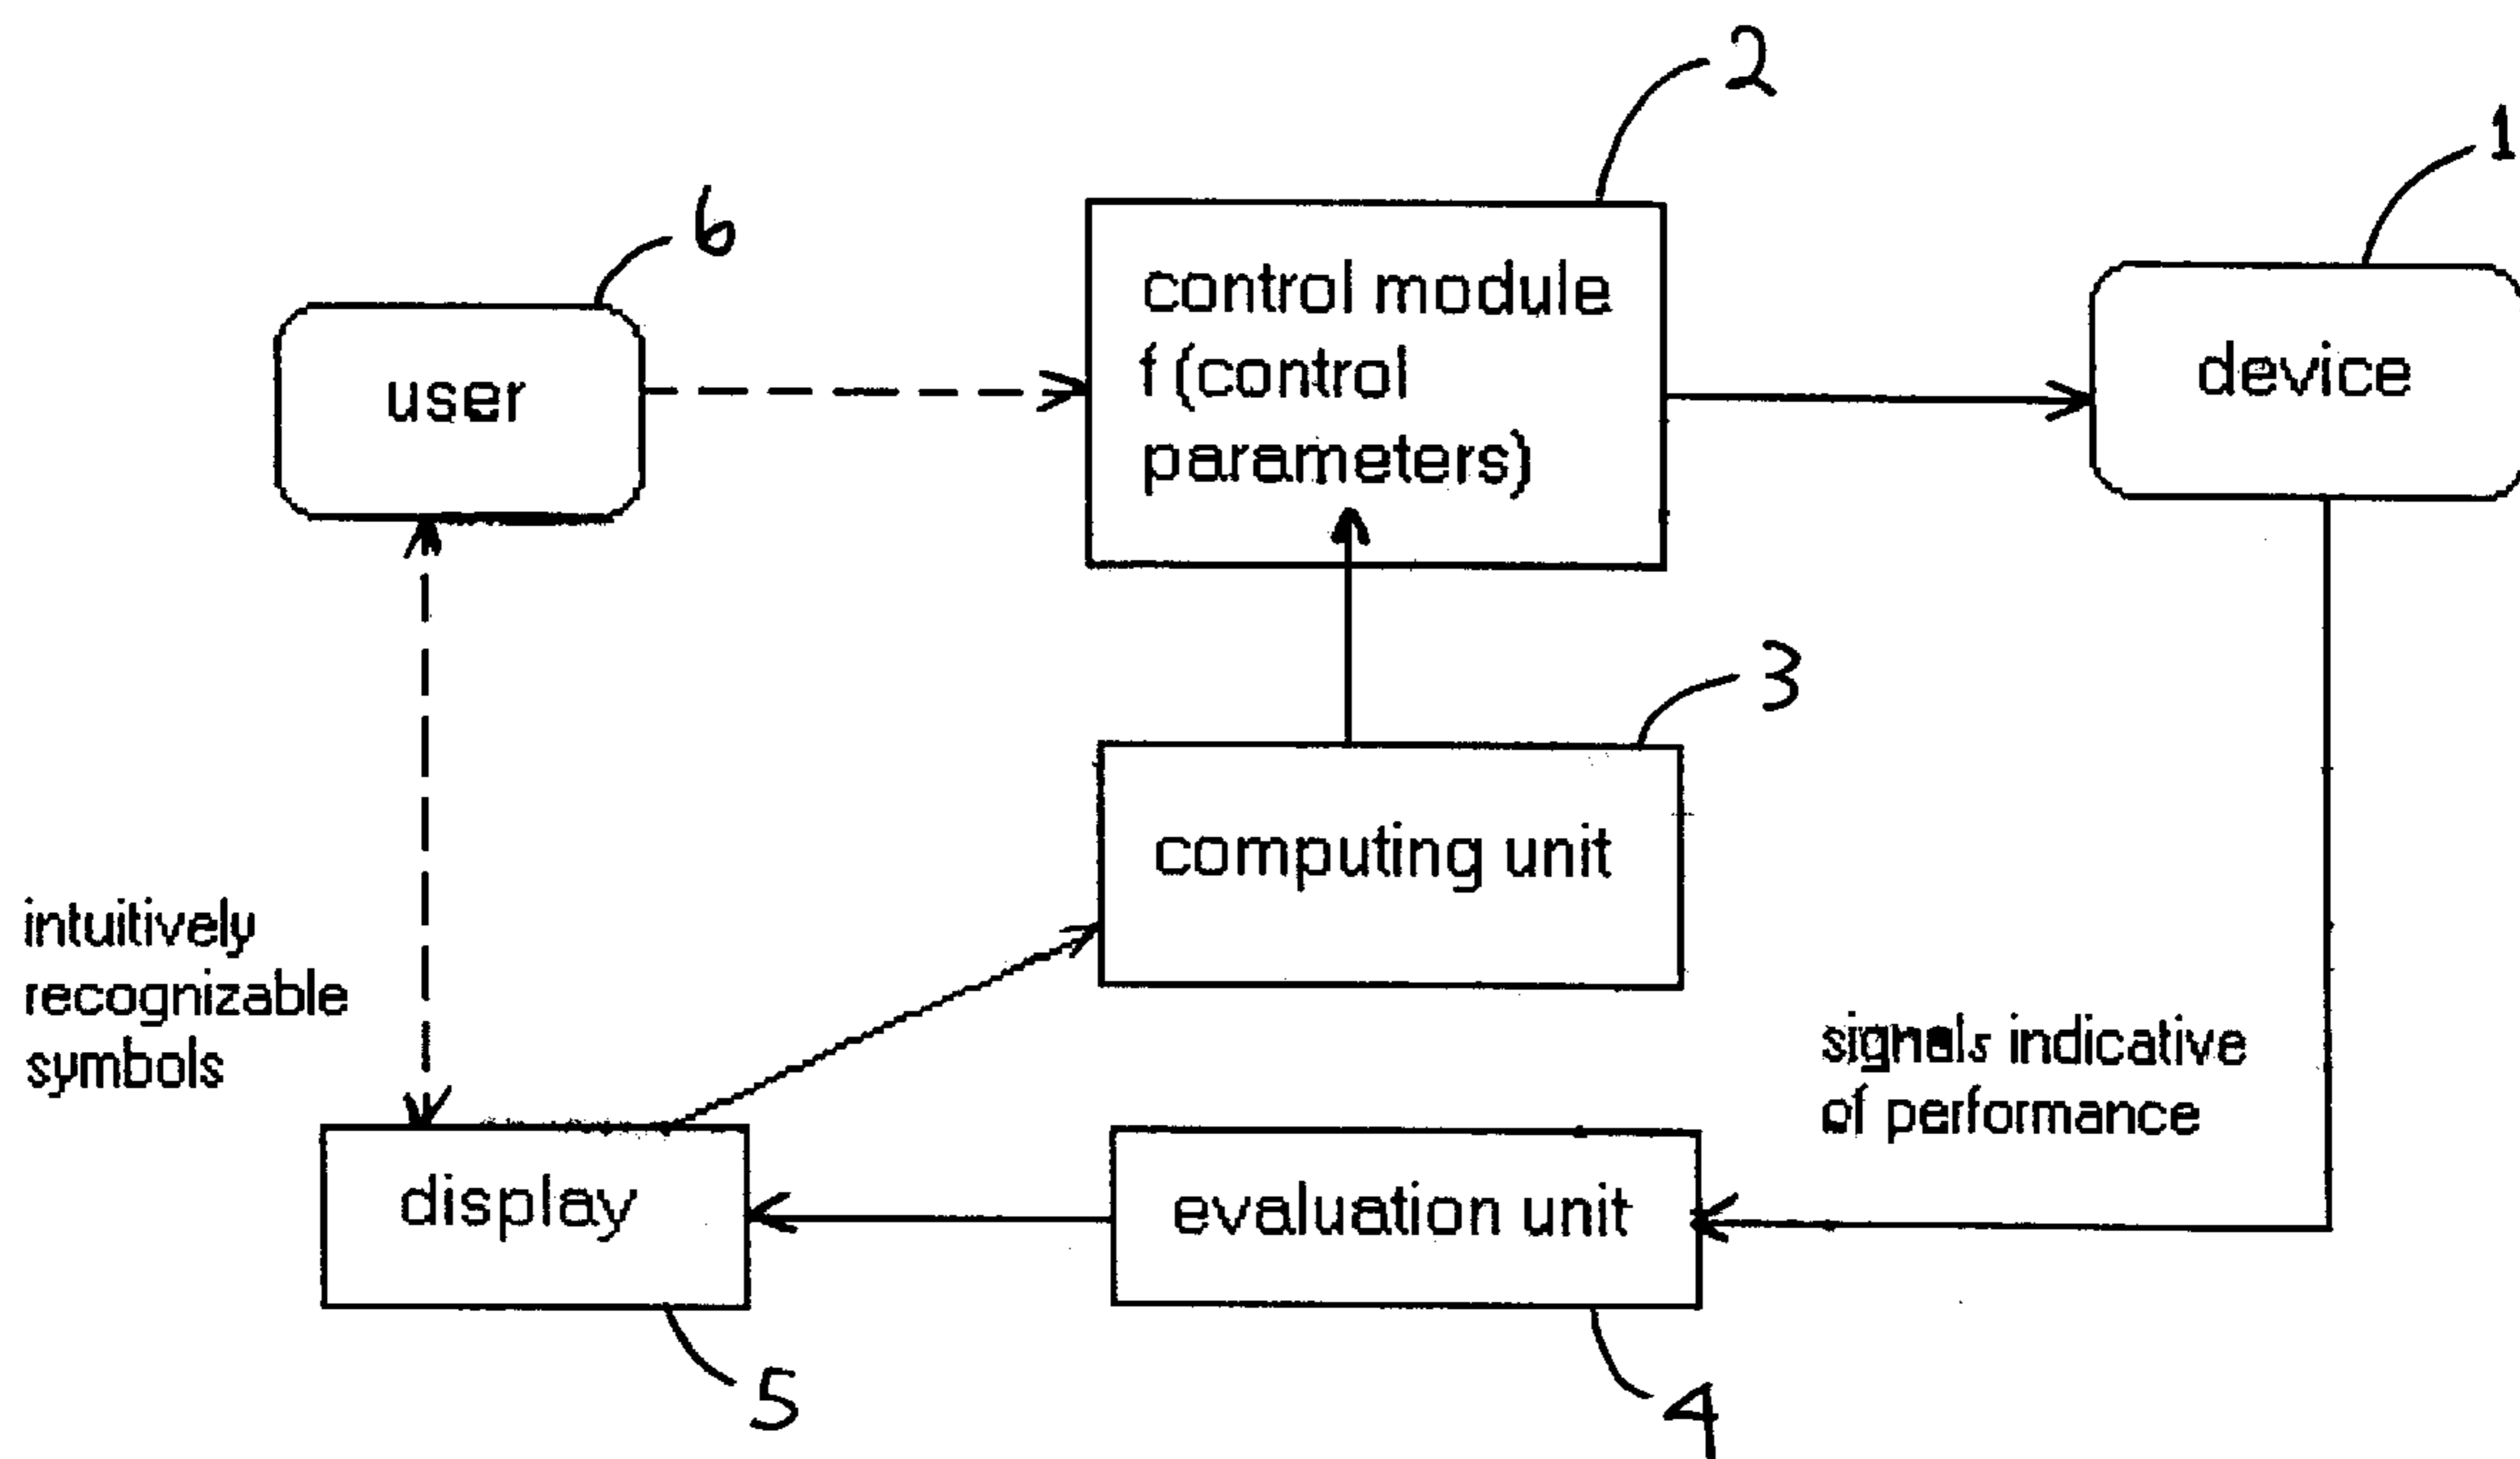 2
1
6
control module
f (control
parameters)
device
user
3
computing unit
intuitively
recognizable
symbols
signals indicative
of performance
display
evaluation unit
5
4